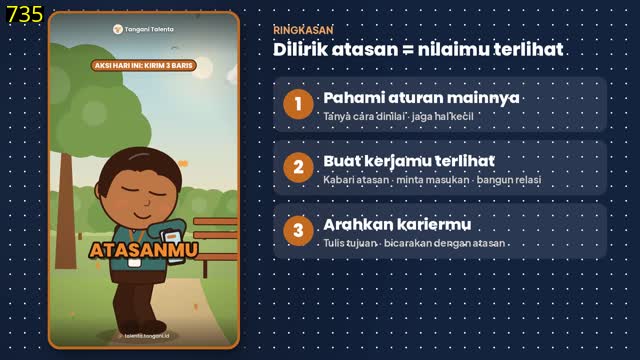 735
Tangani Talenta
AKSI HARI INI: KIRIM 3 BARIS
ATASANMU
talenta.tangani.id
RINGKASAN
Dilirik atasan = nilaimu terlihat
1
Pahami aturan mainnya
Tanya cara dinilai · jaga hal kecil
2
Buat kerjamu terlihat
Kabari atasan · minta masukan · bangun relasi
3
Arahkan kariermu
Tulis tujuan · bicarakan dengan atasan